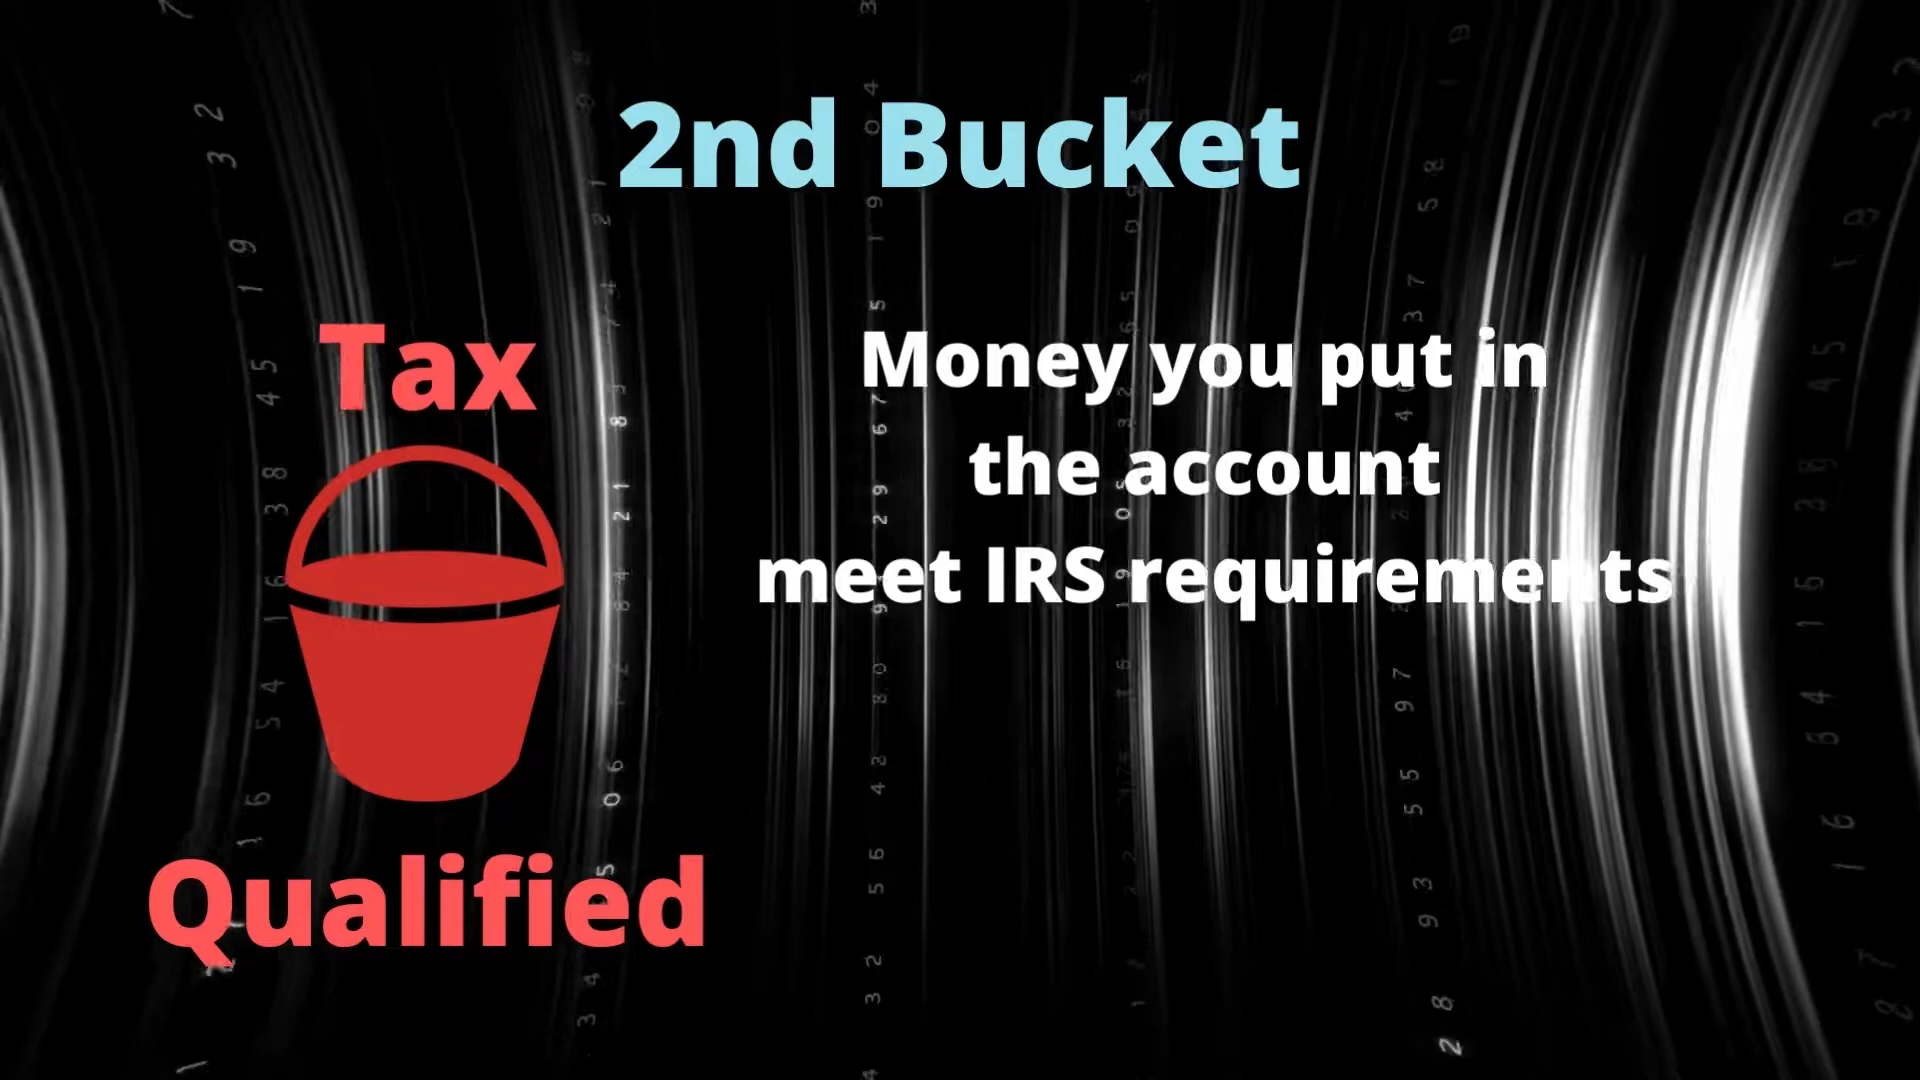 2nd Bucket
Tax
Qualified
Money you put in
the account
meet IRS requirements